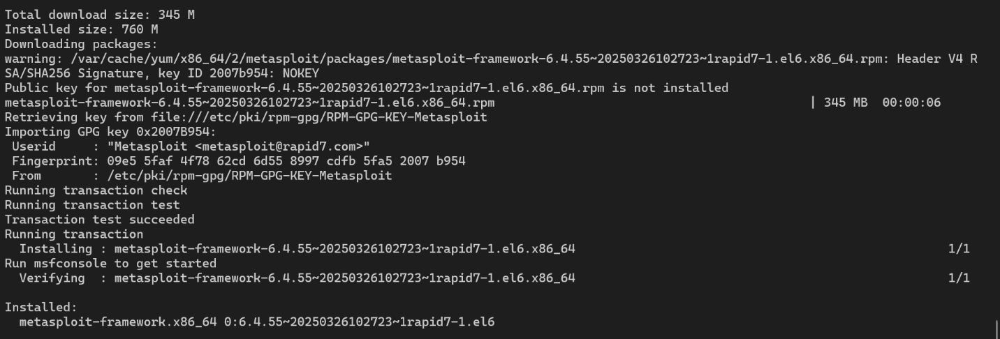 Total download size: 345 M
Installed size: 760 M
Downloading packages:
warning: /var/cache/yum/x86_64/2/metasploit/packages/metasploit-framework-6.4.55~20250326102723~1rapid7-1.el6.x86_64.rpm: Header V4 R
SA/SHA256 Signature, key ID 2007b954: NOKEY
Public key for metasploit-framework-6.4.55~20250326102723~1rapid7-1.el6.x86_64.rpm is not installed
metasploit-framework-6.4.55~20250326102723~1rapid7-1.el6.x86_64.rpm | 345 MB 00:00:06
Retrieving key from file:///etc/pki/rpm-gpg/RPM-GPG-KEY-Metasploit
Importing GPG key 0x2007B954:
 Userid     : "Metasploit <metasploit@rapid7.com>"
 Fingerprint: 09e5 5faf 4f78 62cd 6d55 8997 cdfb 5fa5 2007 b954
 From       : /etc/pki/rpm-gpg/RPM-GPG-KEY-Metasploit
Running transaction check
Running transaction test
Transaction test succeeded
Running transaction
  Installing : metasploit-framework-6.4.55~20250326102723~1rapid7-1.el6.x86_64 1/1
Run msfconsole to get started
  Verifying  : metasploit-framework-6.4.55~20250326102723~1rapid7-1.el6.x86_64 1/1
Installed:
  metasploit-framework.x86_64 0:6.4.55~20250326102723~1rapid7-1.el6